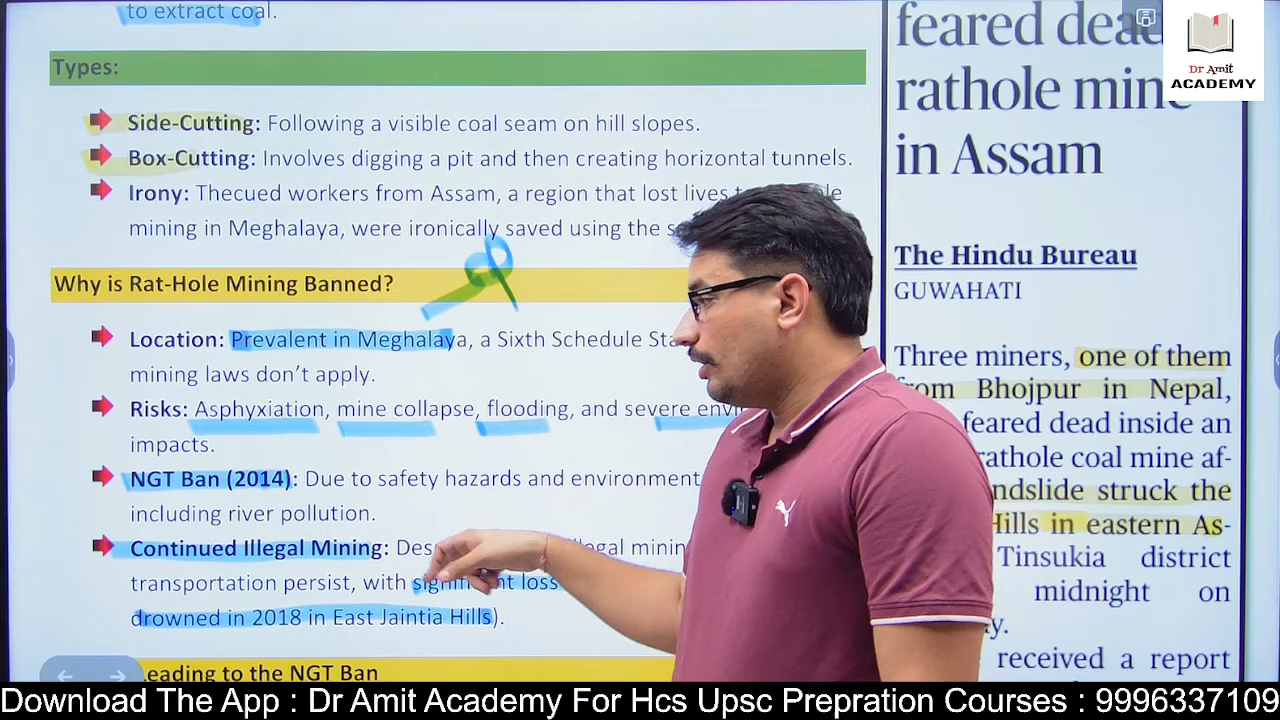 to extract coal.
Types:
Side-Cutting: Following a visible coal seam on hill slopes.
Box-Cutting: Involves digging a pit and then creating horizontal tunnels.
Irony: Thecued workers from Assam, a region that lost lives
mining in Meghalaya, were ironically saved using the
Why is Rat-Hole Mining Banned?
Location: Prevalent in Meghalaya, a Sixth Schedule
mining laws don't apply.
Risks: Asphyxiation, mine collapse, flooding, and severe
impacts.
NGT Ban (2014): Due to safety hazards and environment
including river pollution.
Continued Illegal Mining:
transportation persist, with significant loss
drowned in 2018 in East Jaintia Hills).
Leading to the NGT Ban
feared dead
rathole mine
in Assam
The Hindu Bureau
GUWAHATI
Three miners, one of them
from Bhojpur in Nepal,
feared dead inside an
rathole coal mine af-
struck the
Hills in eastern As-
Tinsukia district
midnight on
received a report
Dr Amit
ACADEMY
Download The App : Dr Amit Academy For Hcs Upsc Prepration Courses : 9996337109